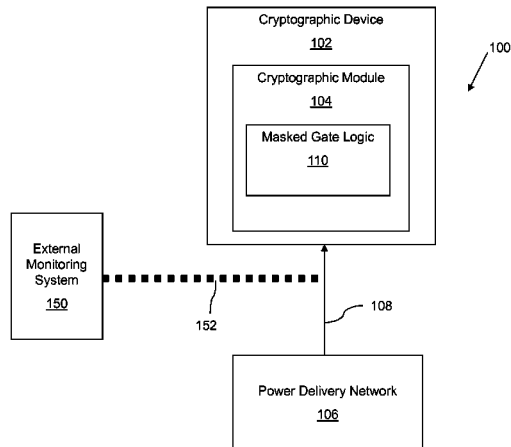 Cryptographic Device
102
100
Cryptographic Module
104
Masked Gate Logic
110
External
Monitoring
System
150
152
108
Power Delivery Network
106